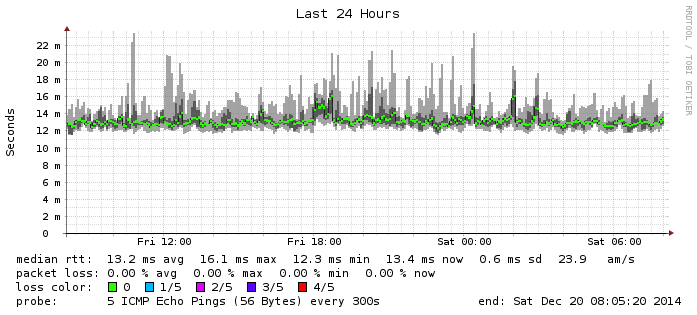 Last 24 Hours
RRDTOOL / TOBI OETIKER
Seconds
22 m
20 m
18 m
16 m
14 m
12 m
10 m
8 m
6 m
4 m
2 m
0
Fri 12:00 Fri 18:00 Sat 00:00 Sat 06:00
median rtt: 13.2 ms avg 16.1 ms max 12.3 ms min 13.4 ms now 0.6 ms sd 23.9 am/s
packet loss: 0.00 % avg 0.00 % max 0.00 % min 0.00 % now
loss color: 0 1/5 2/5 3/5 4/5
probe: 5 ICMP Echo Pings (56 Bytes) every 300s end: Sat Dec 20 08:05:20 2014